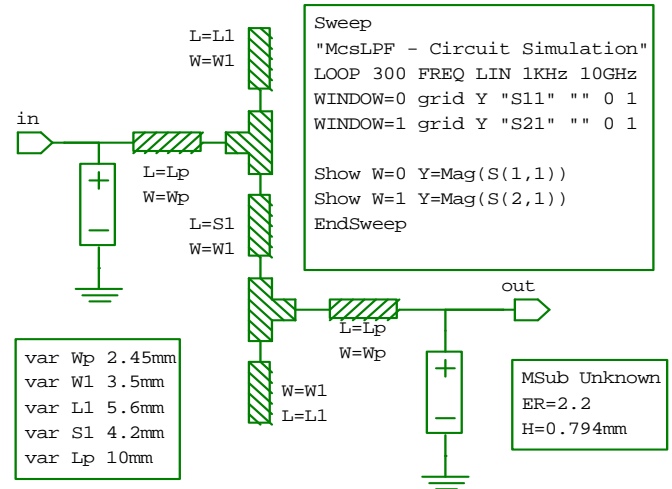 L=L1
W=W1
Sweep
"McsLPF - Circuit Simulation"
LOOP 300 FREQ LIN 1KHz 10GHz
WINDOW=0 grid Y "S11" "" 0 1
WINDOW=1 grid Y "S21" "" 0 1
Show W=0 Y=Mag(S(1,1))
Show W=1 Y=Mag(S(2,1))
EndSweep
in
+
−
L=Lp
W=Wp
L=S1
W=W1
out
L=Lp
W=Wp
+
−
W=W1
L=L1
var Wp 2.45mm
var W1 3.5mm
var L1 5.6mm
var S1 4.2mm
var Lp 10mm
MSub Unknown
ER=2.2
H=0.794mm